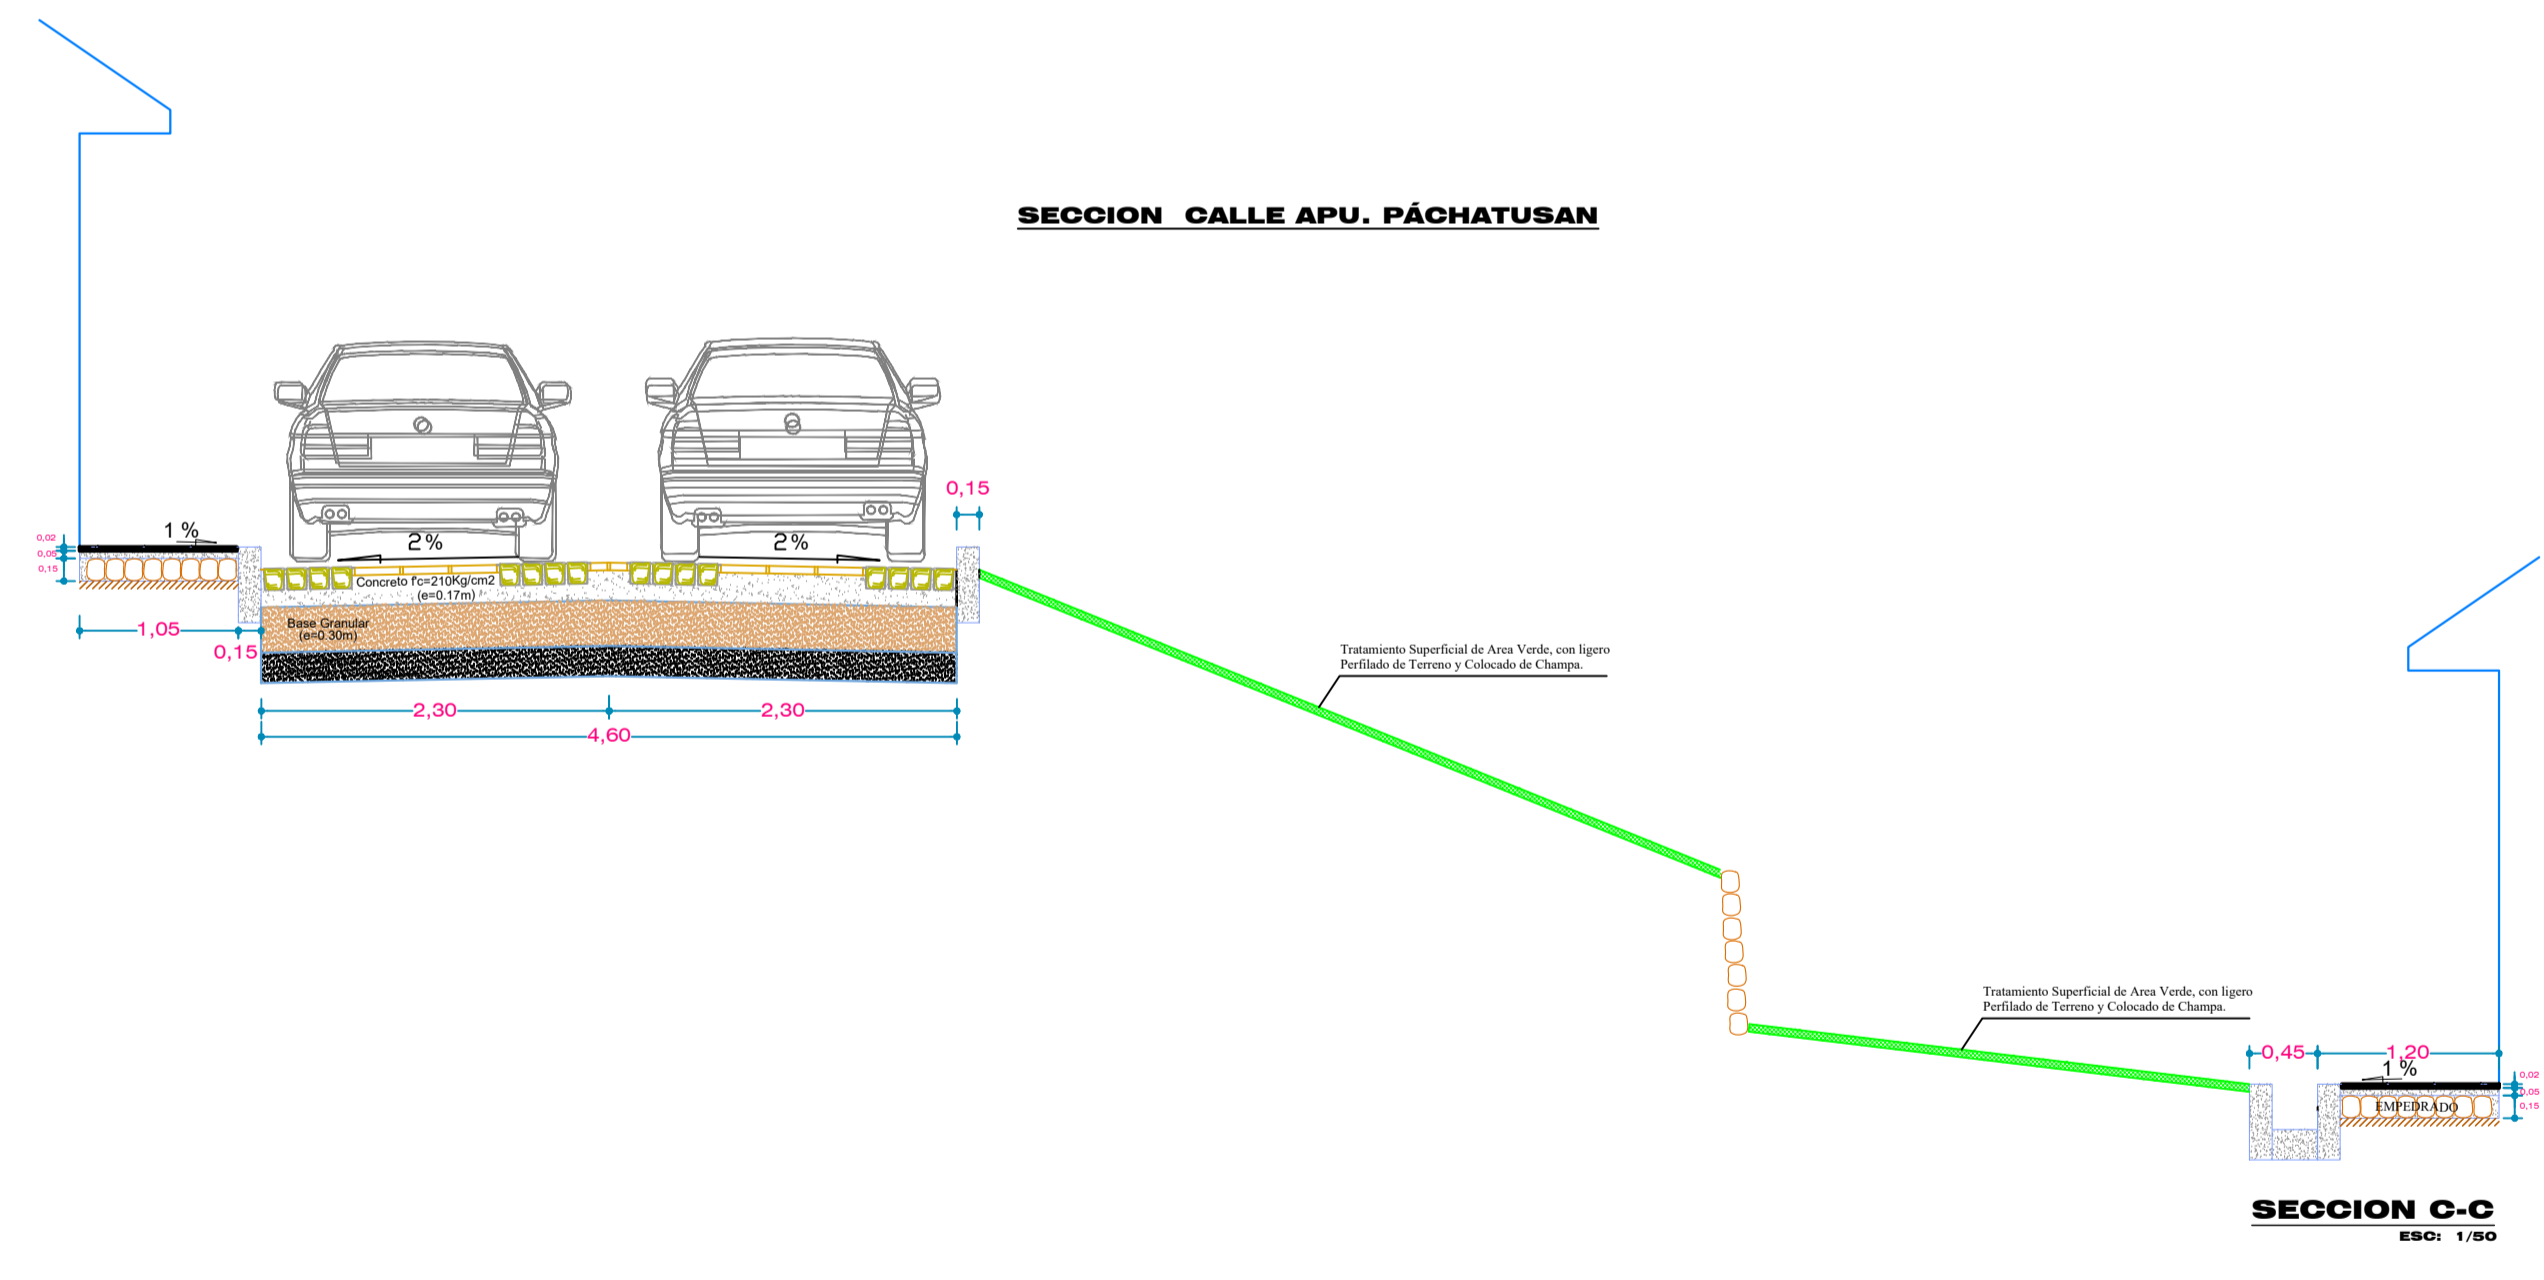 SECCION CALLE APU. PÁCHATUSAN
0,15
0,02
0,05
0,15
1 %
2%
2%
Concreto f'c=210Kg/cm2
(e=0.17m)
Base Granular
(e=0.30m)
1,05
0,15
2,30
2,30
4,60
Tratamiento Superficial de Area Verde, con ligero
Perfilado de Terreno y Colocado de Champa.
Tratamiento Superficial de Area Verde, con ligero
Perfilado de Terreno y Colocado de Champa.
0,45
1,20
1 %
0,02
0,05
0,15
EMPEDRADO
SECCION C-C
ESC: 1/50